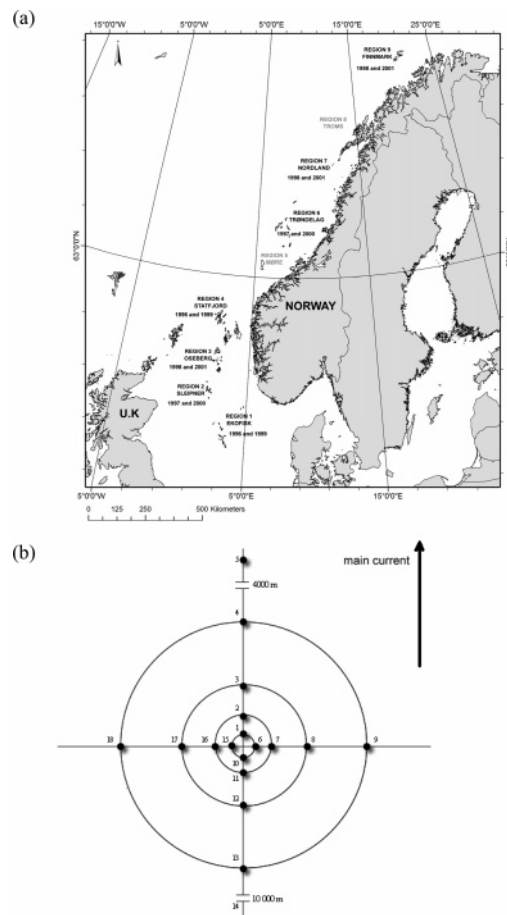 (a)
15°0'0"W
5°0'0"W
5°0'0"E
15°0'0"E
25°0'0"E
REGION 9
FINNMARK
1998 and 2001
REGION 8
TROMS
REGION 7
NORDLAND
1998 and 2001
REGION 6
TRØNDELAG
1997 and 2000
63°0'0"N
REGION 5
MØRE
REGION 4
STATFJORD
1996 and 1999
NORWAY
REGION 3
OSEBERG
1998 and 2001
REGION 2
SLEIPNER
1997 and 2000
U.K
REGION 1
EKOFISK
1996 and 1999
5°0'0"W
5°0'0"E
15°0'0"E
0 125 250 500 Kilometers
(b)
5
main current
4000 m
4
3
2
1
18 17 16 15 6 7 8 9
10
11
12
13
10 000 m
14